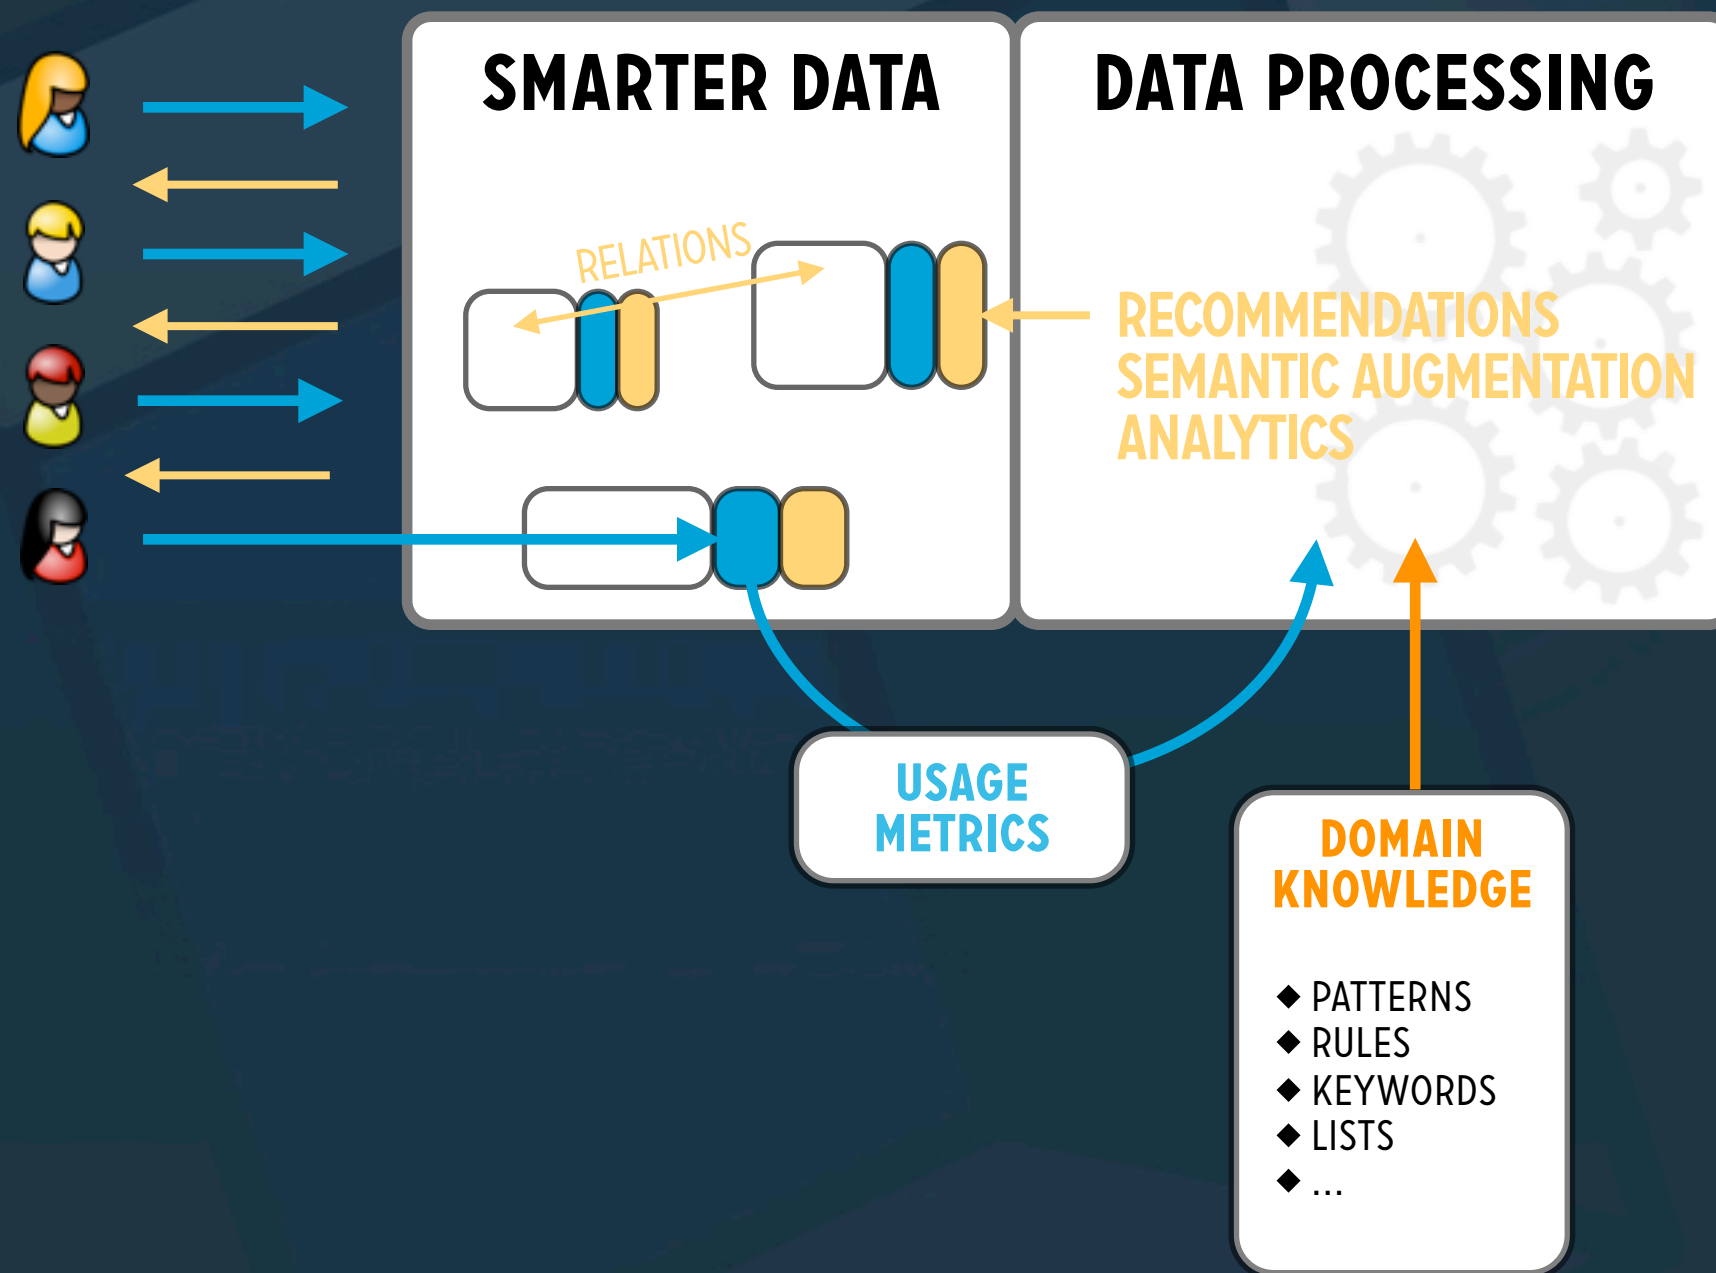 SMARTER DATA
DATA PROCESSING
RELATIONS
RECOMMENDATIONS
SEMANTIC AUGMENTATION
ANALYTICS
USAGE
METRICS
DOMAIN
KNOWLEDGE
◆ PATTERNS
◆ RULES
◆ KEYWORDS
◆ LISTS
◆ ...